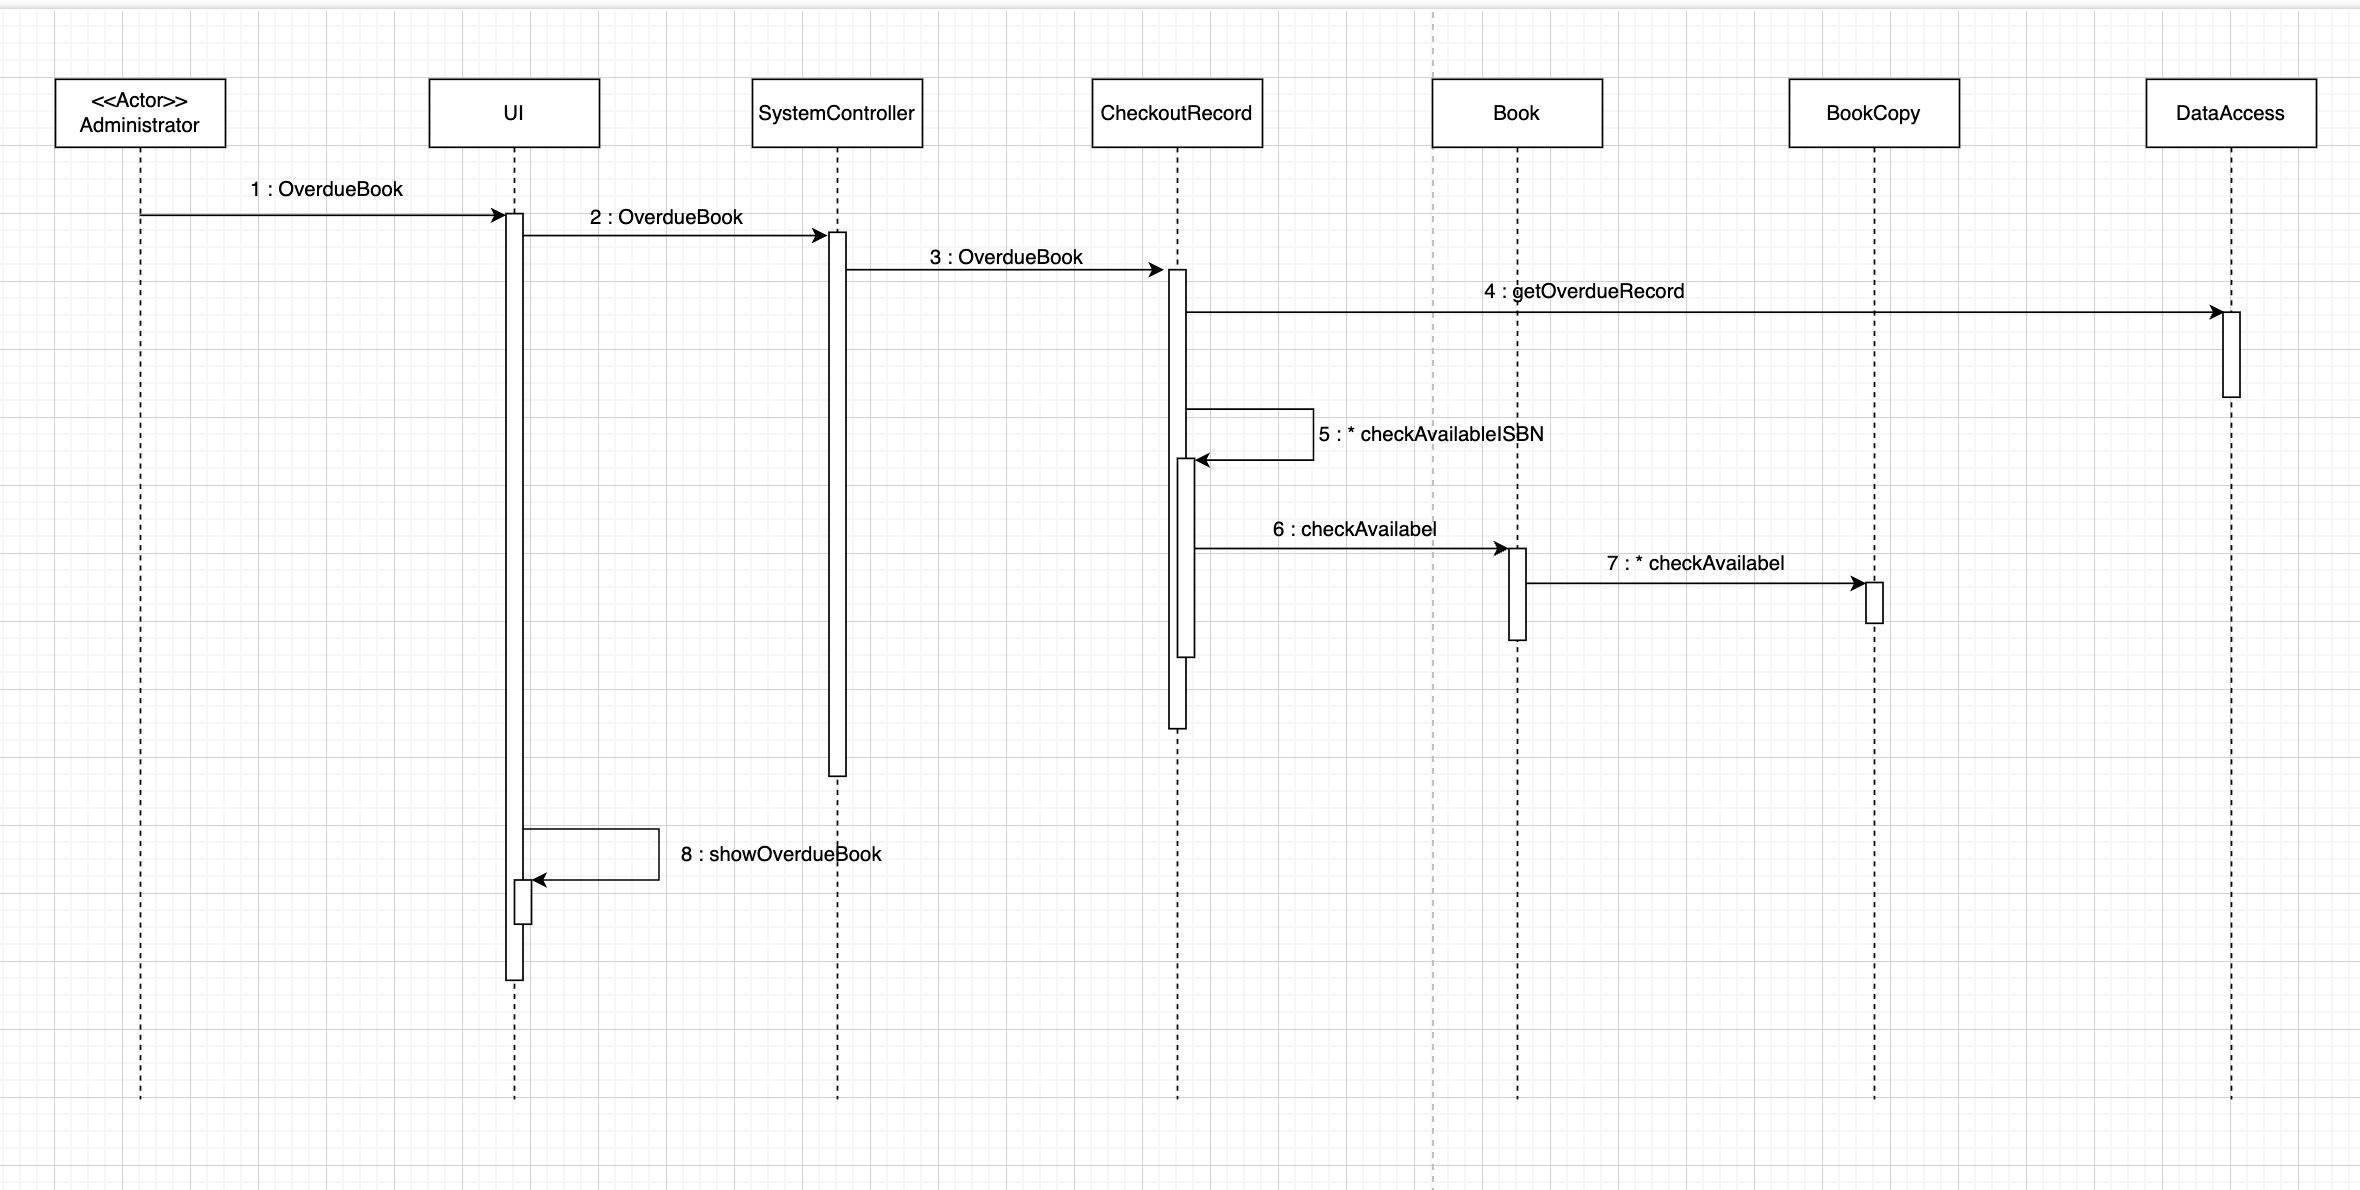 <<Actor>>
Administrator
UI
SystemController
CheckoutRecord
Book
BookCopy
DataAccess
1 : OverdueBook
2 : OverdueBook
3 : OverdueBook
4 : getOverdueRecord
5 : * checkAvailableISBN
6 : checkAvailabel
7 : * checkAvailabel
8 : showOverdueBook